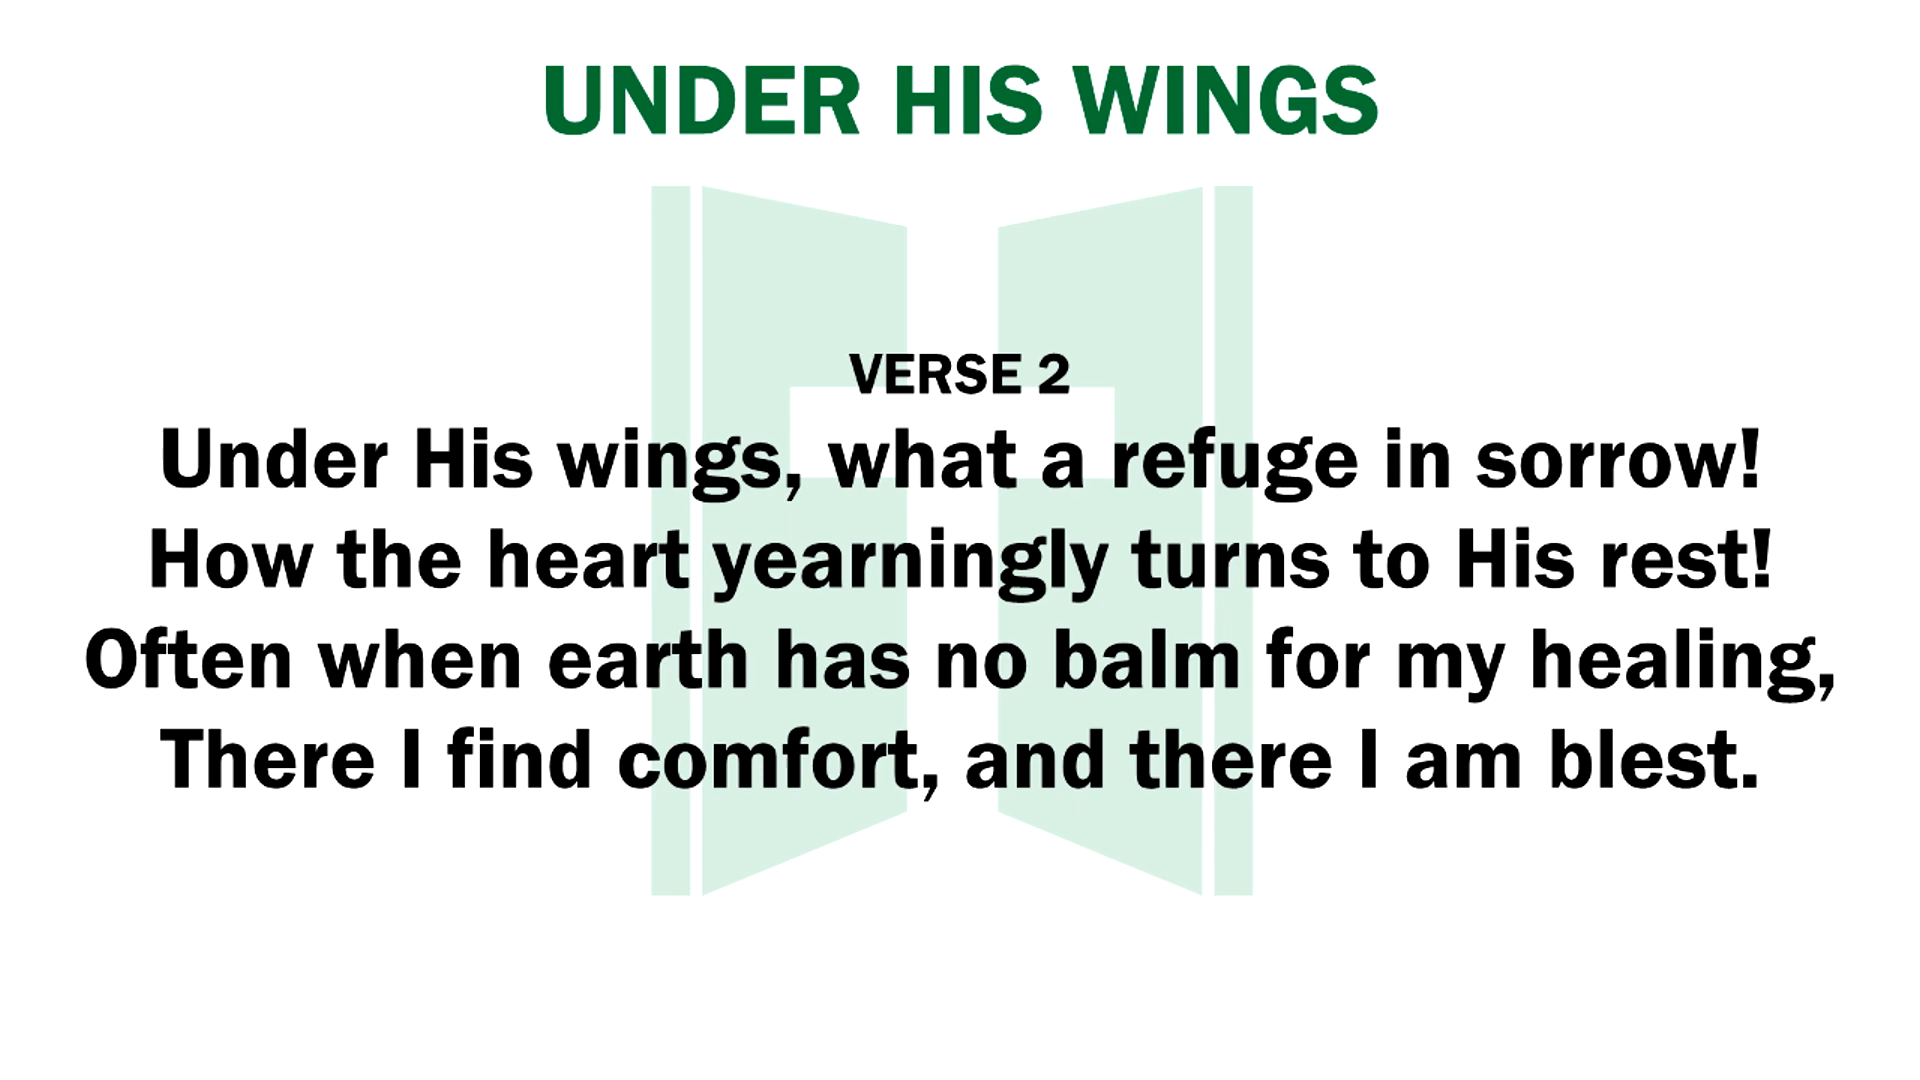 UNDER HIS WINGS
VERSE 2
Under His wings, what a refuge in sorrow!
How the heart yearningly turns to His rest!
Often when earth has no balm for my healing,
There I find comfort, and there I am blest.